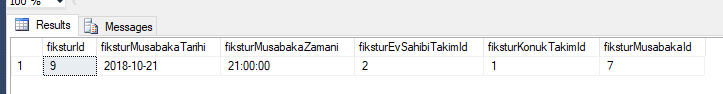 100 %
Results Messages
fiksturId fiksturMusabakaTarihi fiksturMusabakaZamani fiksturEvSahibiTakimId fiksturKonukTakimId fiksturMusabakaId
1 9 2018-10-21 21:00:00 2 1 7